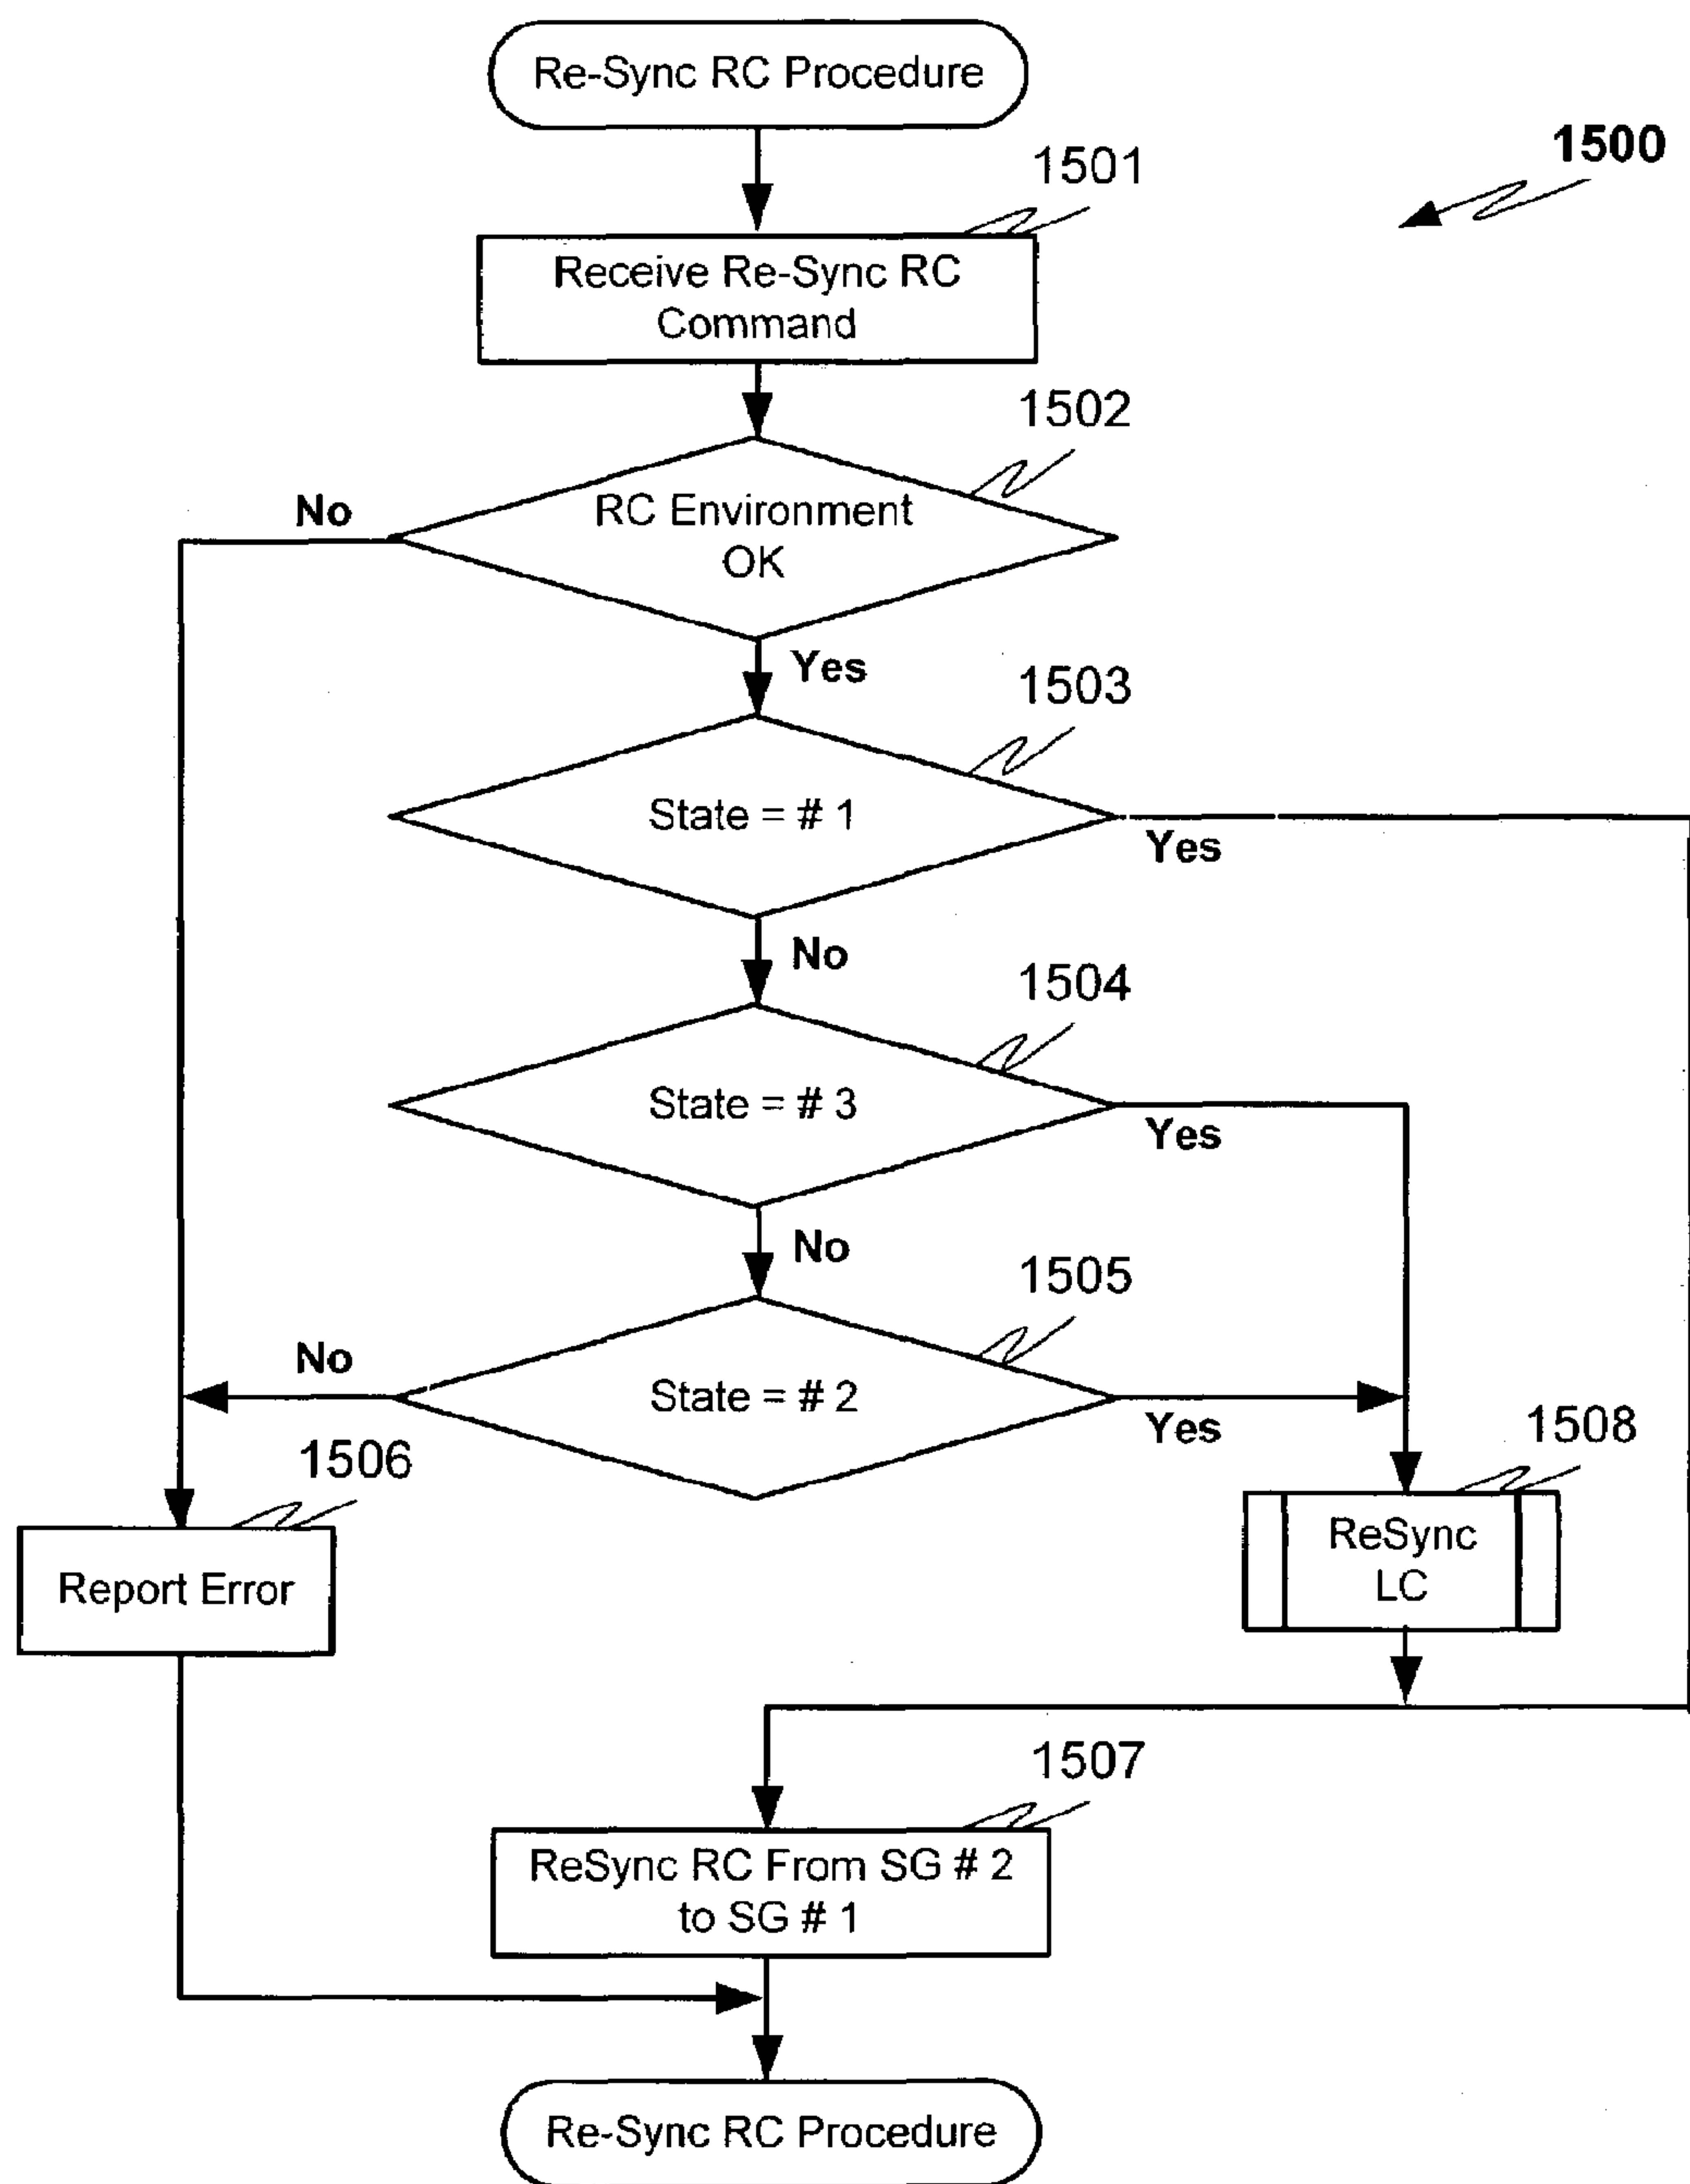 Re-Sync RC Procedure
1500
1501
Receive Re-Sync RC
Command
1502
No
RC Environment
OK
Yes
1503
State = # 1
Yes
No
1504
State = # 3
Yes
No
1505
No
State = # 2
Yes
1506
1508
Report Error
ReSync
LC
1507
ReSync RC From SG # 2
to SG # 1
Re-Sync RC Procedure